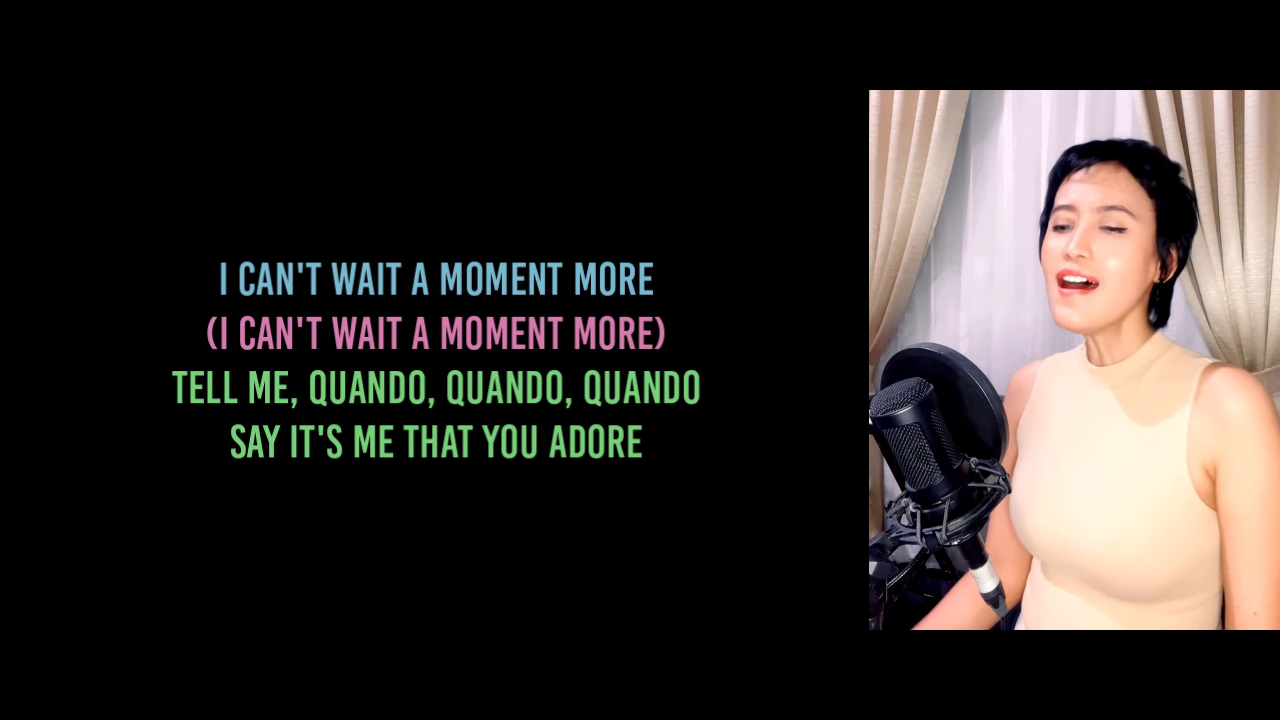 I CAN'T WAIT A MOMENT MORE
(I CAN'T WAIT A MOMENT MORE)
TELL ME, QUANDO, QUANDO, QUANDO
SAY IT'S ME THAT YOU ADORE